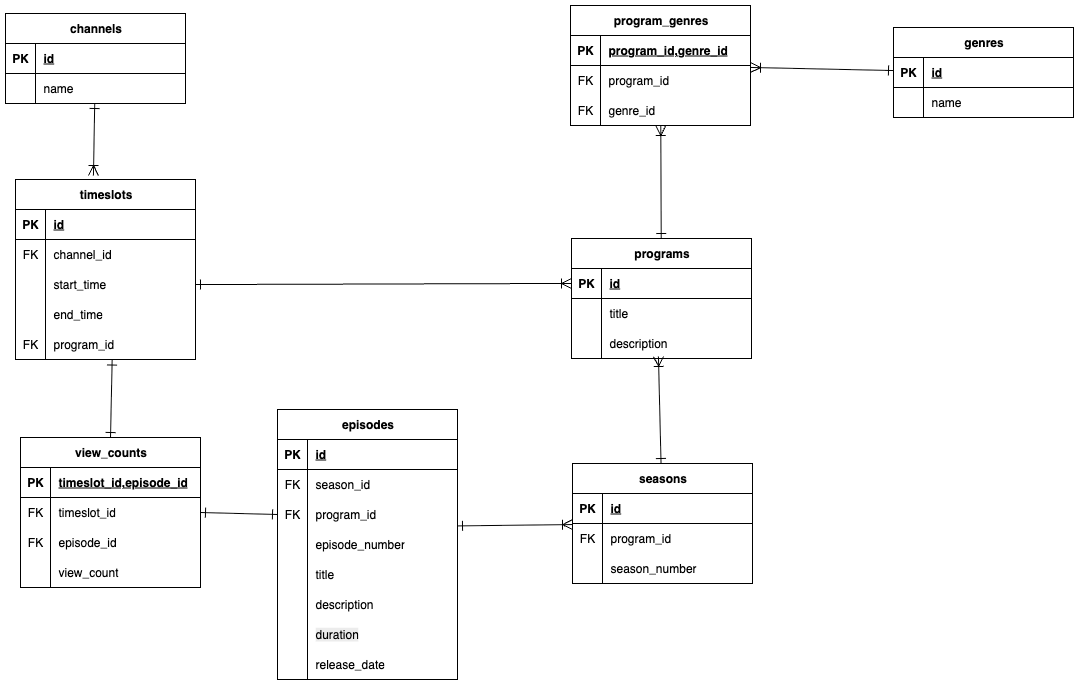 channels
PK id
name
program_genres
PK program_id,genre_id
FK program_id
FK genre_id
genres
PK id
name
timeslots
PK id
FK channel_id
start_time
end_time
FK program_id
programs
PK id
title
description
view_counts
PK timeslot_id,episode_id
FK timeslot_id
FK episode_id
view_count
episodes
PK id
FK season_id
FK program_id
episode_number
title
description
duration
release_date
seasons
PK id
FK program_id
season_number